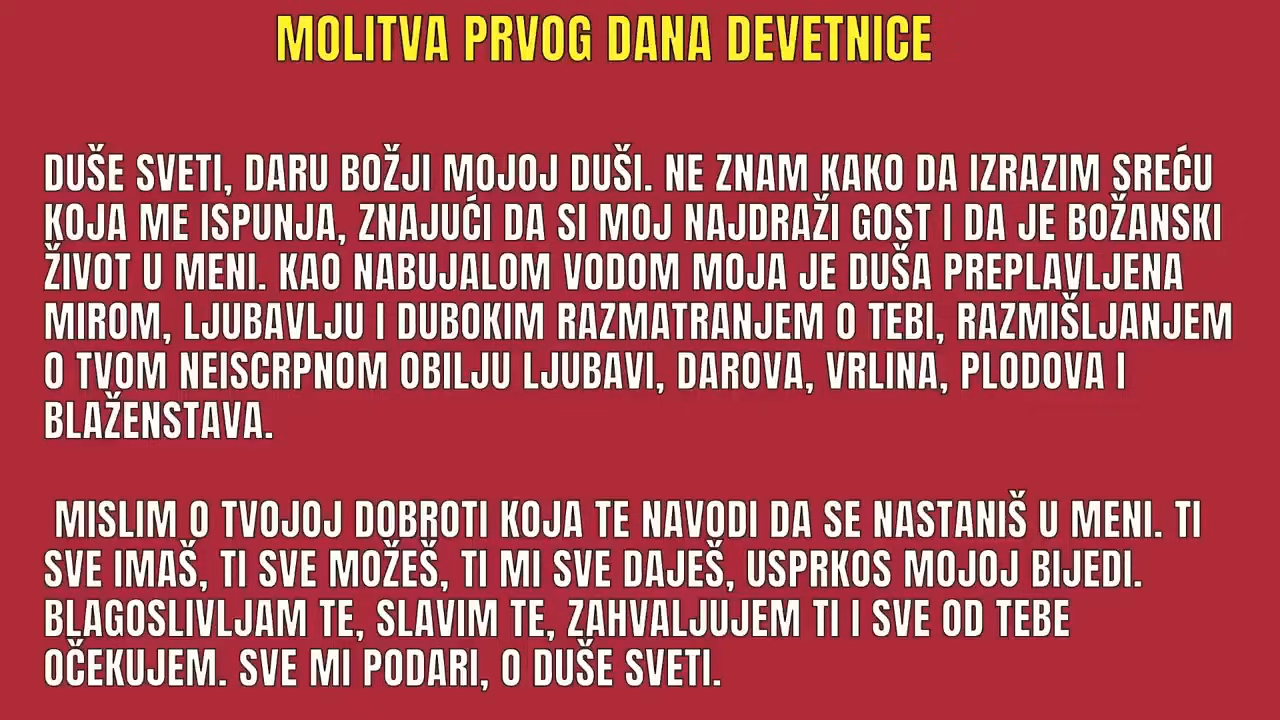 MOLITVA PRVOG DANA DEVETNICE
DUŠE SVETI, DARU BOŽJI MOJOJ DUŠI. NE ZNAM KAKO DA IZRAZIM SREĆU
KOJA ME ISPUNJA, ZNAJUĆI DA SI MOJ NAJDRAŽI GOST I DA JE BOŽANSKI
ŽIVOT U MENI. KAO NABUJALOM VODOM MOJA JE DUŠA PREPLAVLJENA
MIROM, LJUBAVLJU I DUBOKIM RAZMATRANJEM O TEBI, RAZMIŠLJANJEM
O TVOM NEISCRPNOM OBILJU LJUBAVI, DAROVA, VRLINA, PLODOVA I
BLAŽENSTAVA.
MISLIM O TVOJOJ DOBROTI KOJA TE NAVODI DA SE NASTANIŠ U MENI. TI
SVE IMAŠ, TI SVE MOŽEŠ, TI MI SVE DAJEŠ, USPRKOS MOJOJ BIJEDI.
BLAGOSLIVLJAM TE, SLAVIM TE, ZAHVALJUJEM TI I SVE OD TEBE
OČEKUJEM. SVE MI PODARI, O DUŠE SVETI.